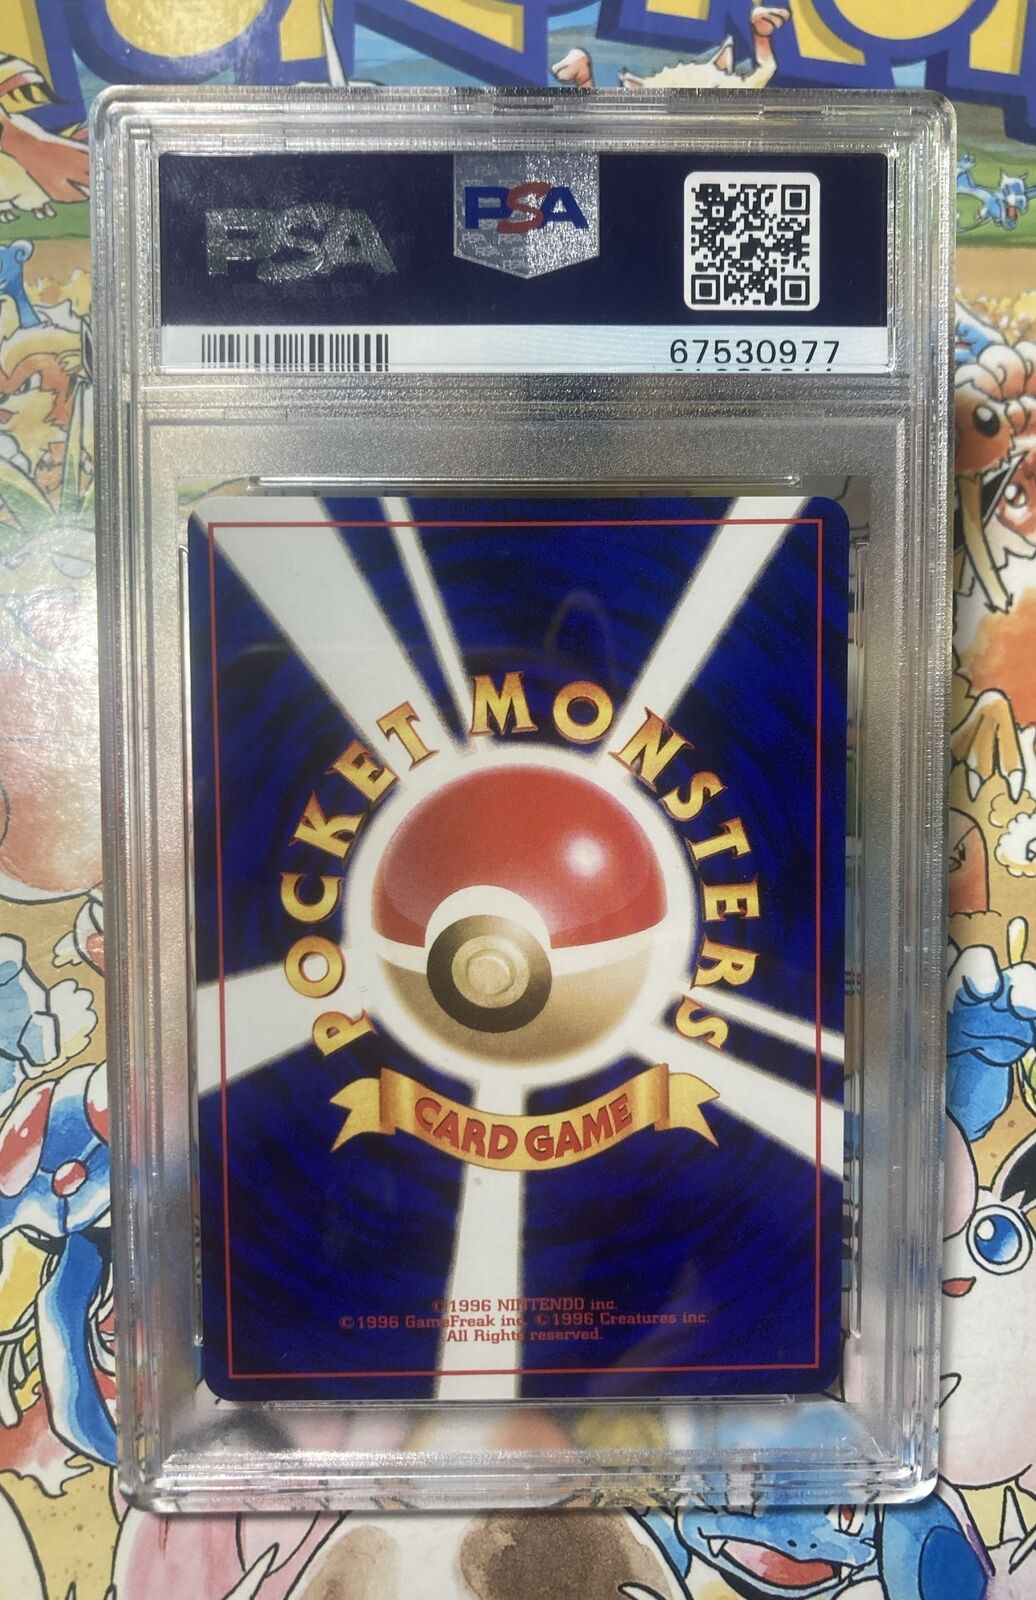 PSA
PSA
67530977
POCKET MONSTERS
CARD GAME
©1996 NINTENDO inc.
©1996 GameFreak inc. ©1996 Creatures inc.
All Rights reserved.